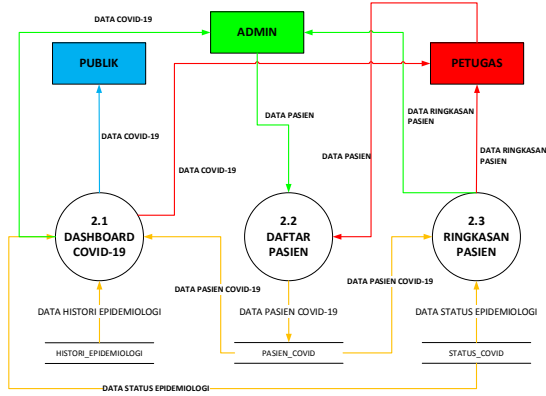 DATA COVID-19
ADMIN
PUBLIK
PETUGAS
DATA RINGKASAN
PASIEN
DATA PASIEN
DATA COVID-19
DATA PASIEN
DATA RINGKASAN
PASIEN
DATA COVID-19
2.1
DASHBOARD
COVID-19
2.2
DAFTAR
PASIEN
2.3
RINGKASAN
PASIEN
DATA PASIEN COVID-19
DATA PASIEN COVID-19
DATA HISTORI EPIDEMIOLOGI
DATA PASIEN COVID-19
DATA STATUS EPIDEMIOLOGI
HISTORI_EPIDEMIOLOGI
PASIEN_COVID
STATUS_COVID
DATA STATUS EPIDEMIOLOGI